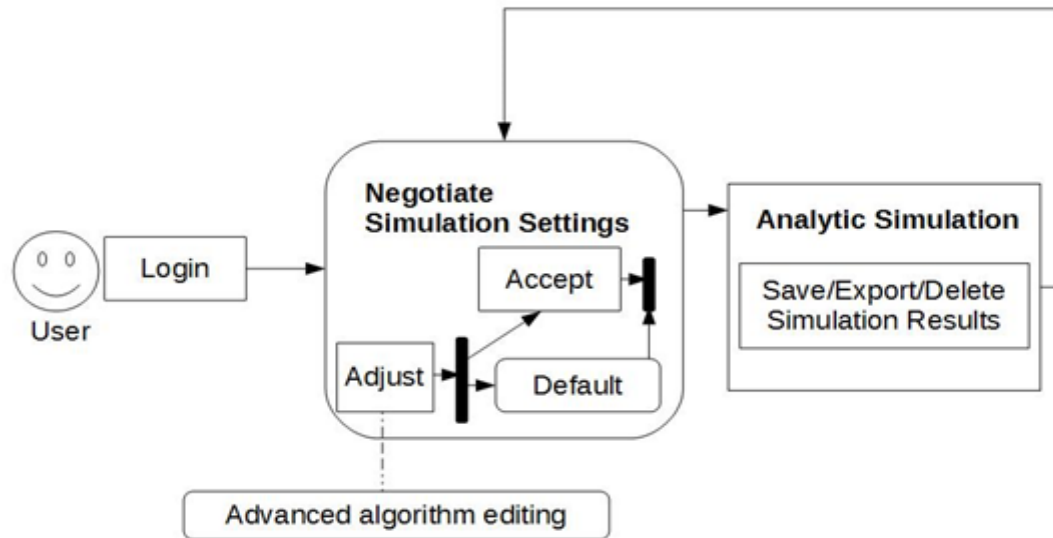 Negotiate
Simulation Settings
Analytic Simulation
Login
Accept
Save/Export/Delete
Simulation Results
User
Adjust
Default
Advanced algorithm editing